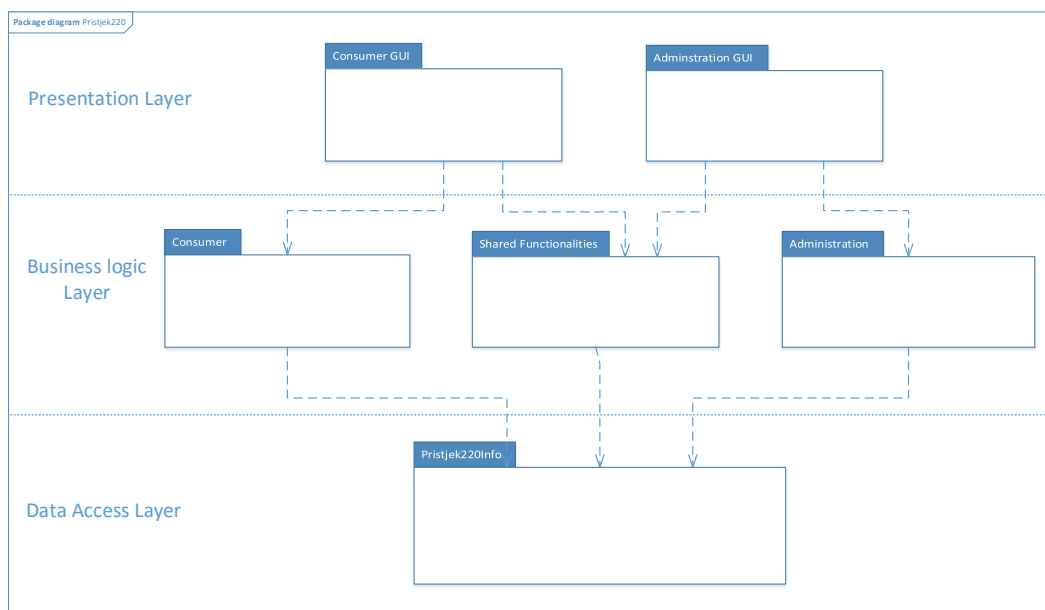 Package diagram Pristjek220
Consumer GUI
Adminstration GUI
Presentation Layer
Consumer
Shared Functionalities
Administration
Business logic
Layer
Pristjek220Info
Data Access Layer